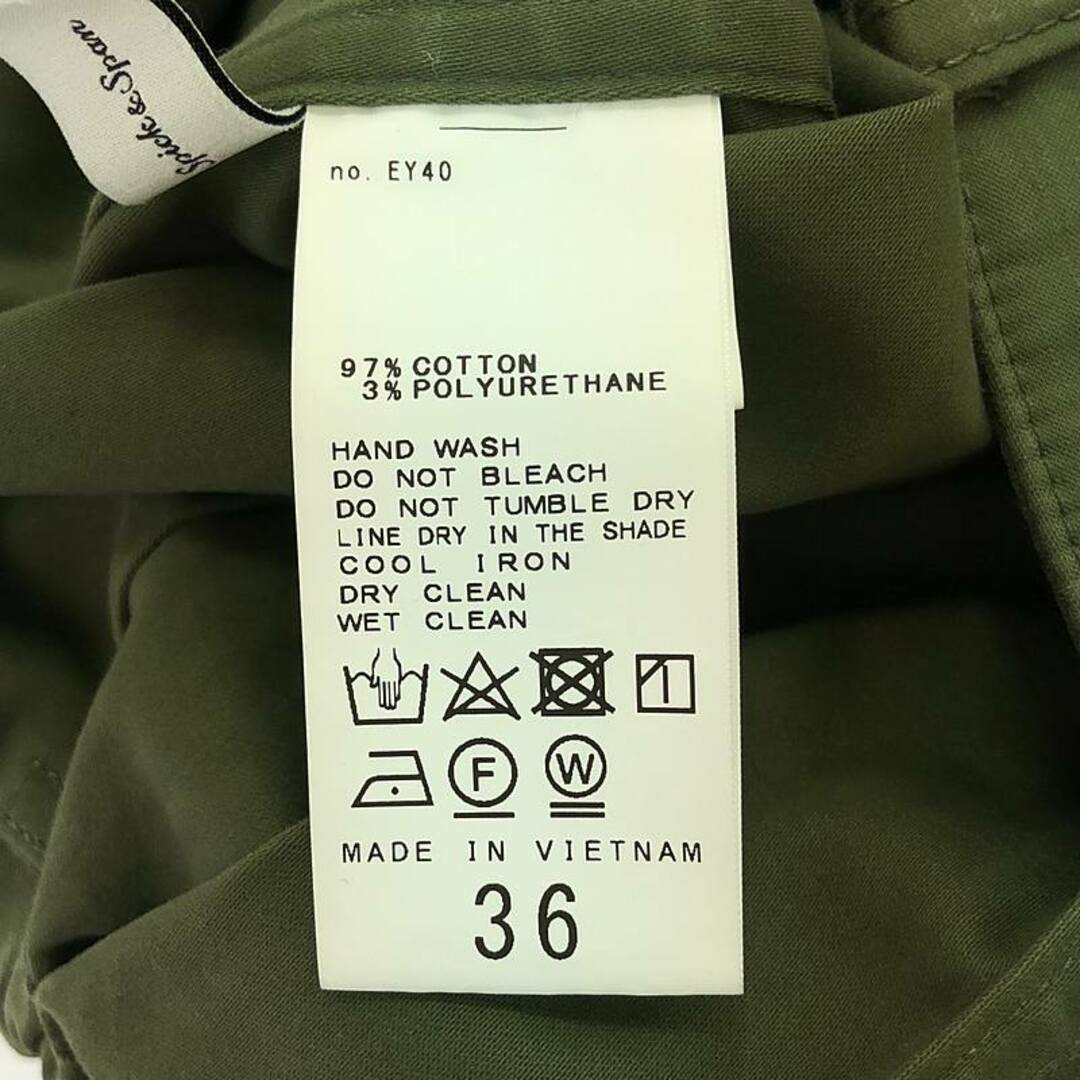 Spick & Span
no. EY40
97% COTTON
3% POLYURETHANE
HAND WASH
DO NOT BLEACH
DO NOT TUMBLE DRY
LINE DRY IN THE SHADE
COOL IRON
DRY CLEAN
WET CLEAN
F W
MADE IN VIETNAM
36